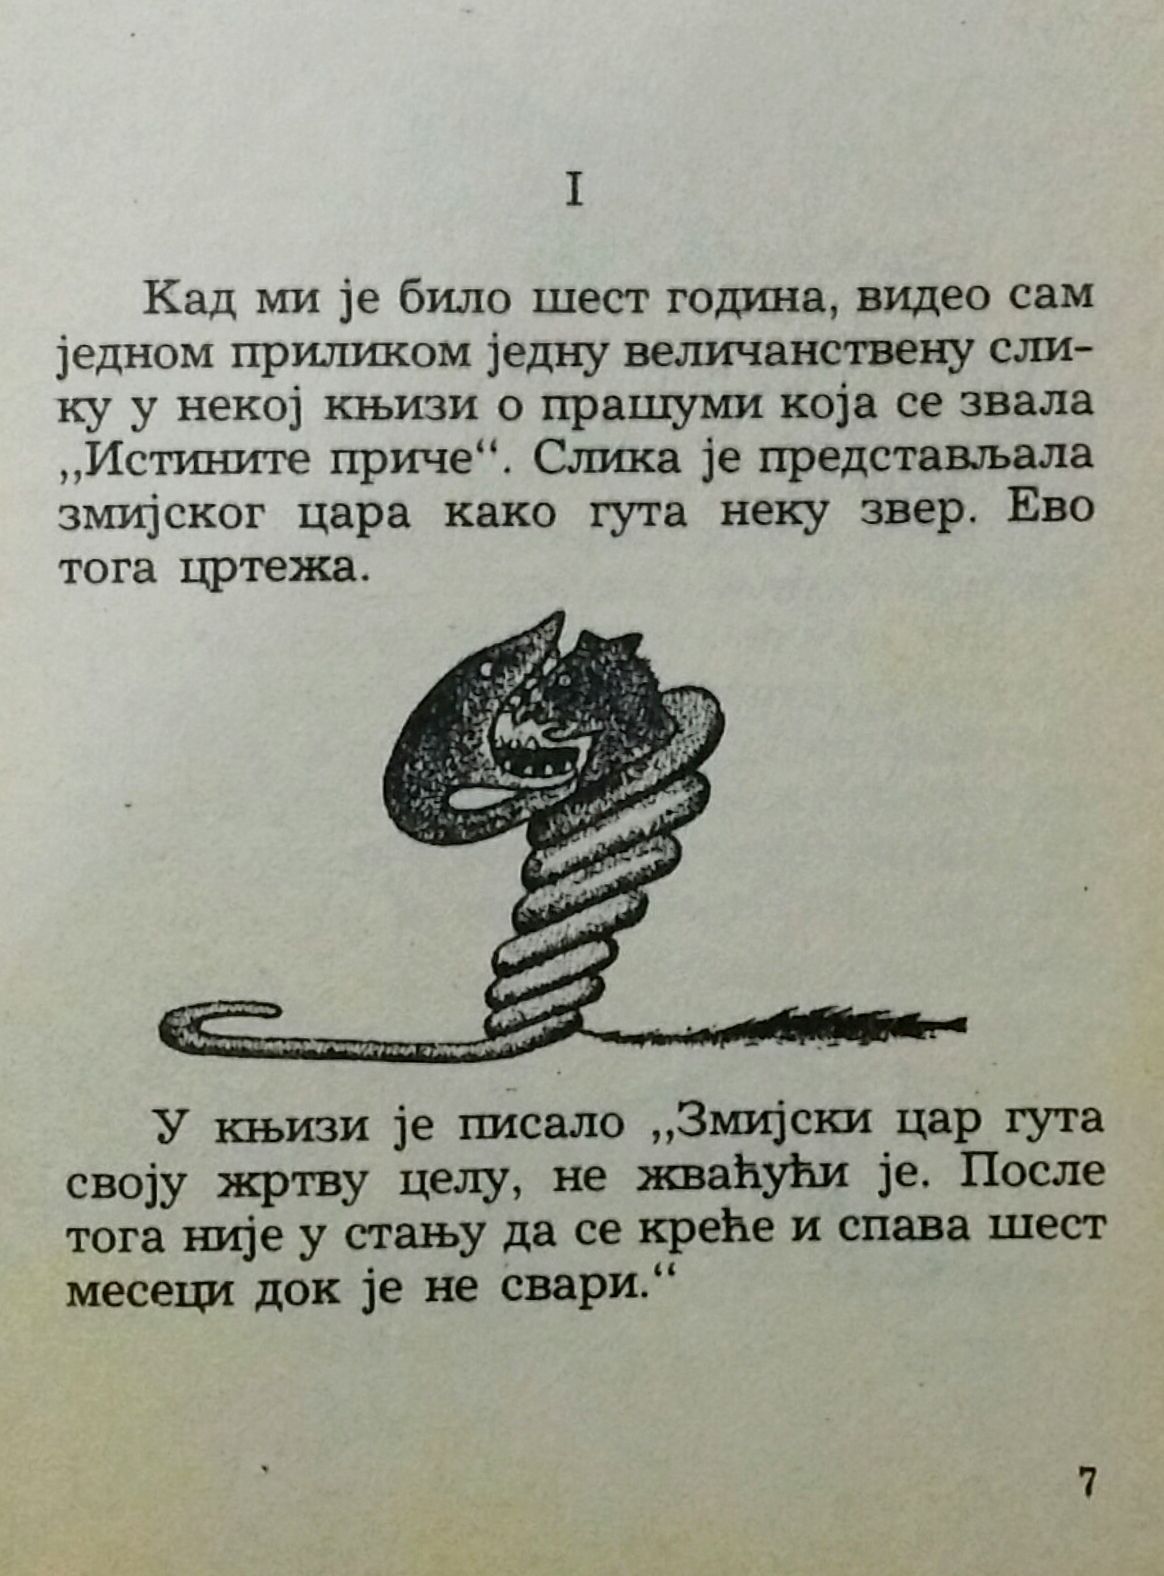 I
Кад ми је било шест година, видео сам
једном приликом једну величанствену сли-
ку у некој књизи о прашуми која се звала
„Истините приче“. Слика је представљала
змијског цара како гута неку звер. Ево
тога цртежа.
У књизи је писало „Змијски цар гута
своју жртву целу, не жваћући је. После
тога није у стању да се креће и спава шест
месеци док је не свари.“
7